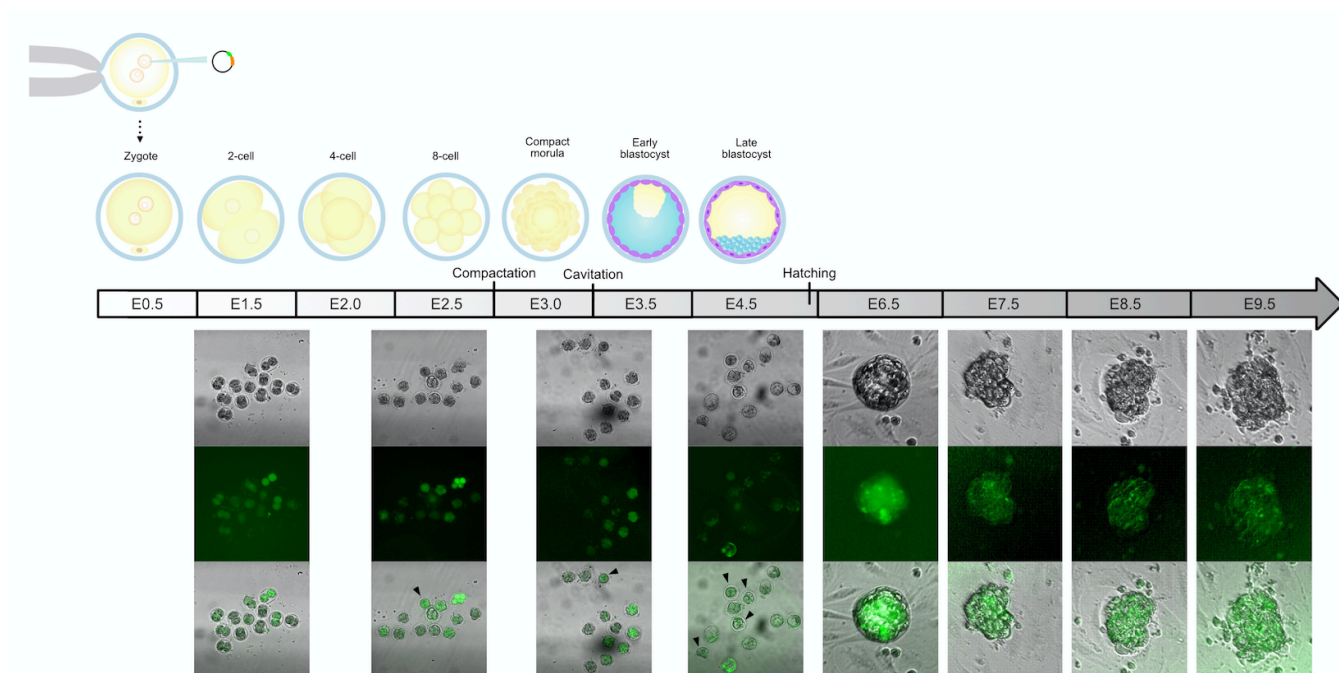 Zygote
2-cell
4-cell
8-cell
Compact
morula
Early
blastocyst
Late
blastocyst
Compactation
Cavitation
Hatching
E0.5
E1.5
E2.0
E2.5
E3.0
E3.5
E4.5
E6.5
E7.5
E8.5
E9.5